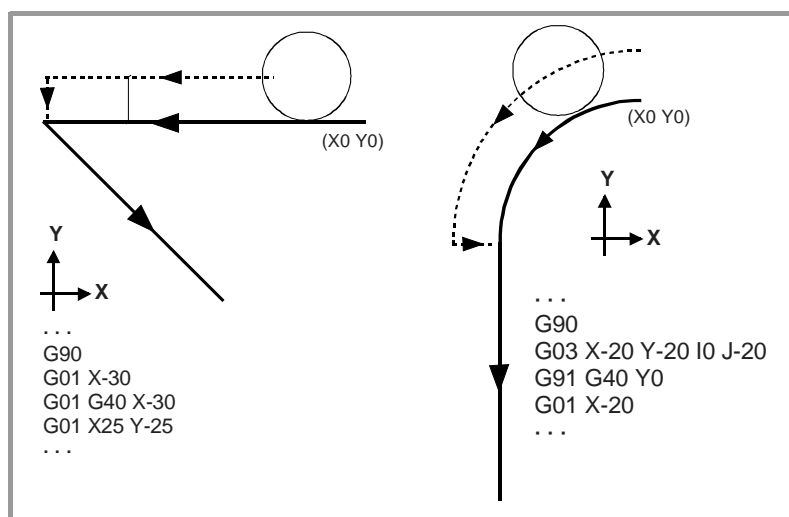 (X0 Y0)
Y
X
. . .
G90
G01 X-30
G01 G40 X-30
G01 X25 Y-25
. . .
(X0 Y0)
Y
X
. . .
G90
G03 X-20 Y-20 I0 J-20
G91 G40 Y0
G01 X-20
. . .